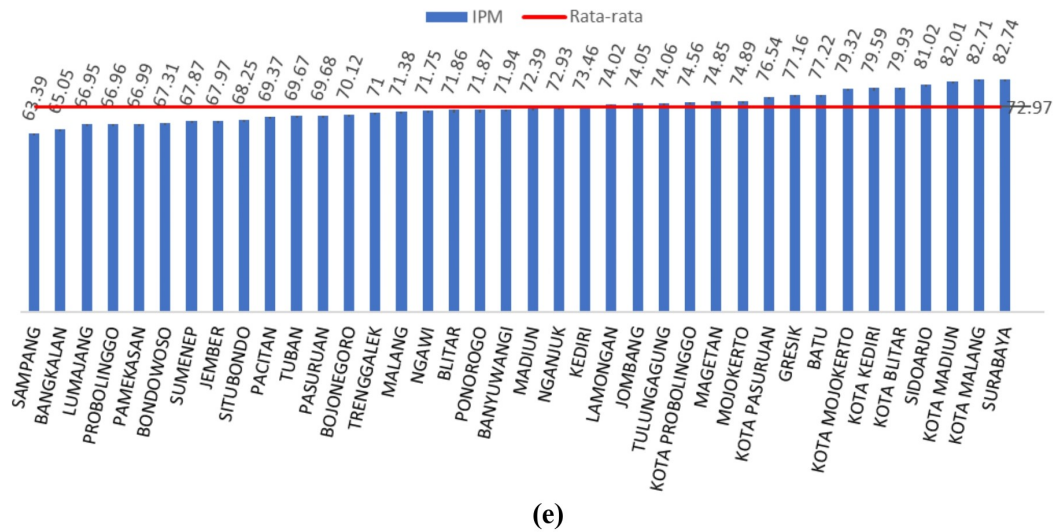 IPM Rata-rata
63.39 65.05 66.95 66.96 66.99 67.31 67.87 67.97 68.25 69.37 69.67 69.68 70.12 71 71.38 71.75 71.86 71.87 71.94 72.39 72.93 73.46 74.02 74.05 74.06 74.56 74.85 74.89 76.54 77.16 77.22 79.32 79.59 79.93 81.02 82.01 82.71 82.74
72.97
SAMPANG BANGKALAN LUMAJANG PROBOLINGGO PAMEKASAN BONDOWOSO SUMENEP JEMBER SITUBONDO PACITAN TUBAN PASURUAN BOJONEGORO TRENGGALEK MALANG NGAWI BLITAR PONOROGO BANYUWANGI MADIUN NGANJUK KEDIRI LAMONGAN JOMBANG TULUNGAGUNG KOTA PROBOLINGGO MAGETAN MOJOKERTO KOTA PASURUAN GRESIK BATU KOTA MOJOKERTO KOTA KEDIRI KOTA BLITAR SIDOARJO KOTA MADIUN KOTA MALANG SURABAYA
(e)